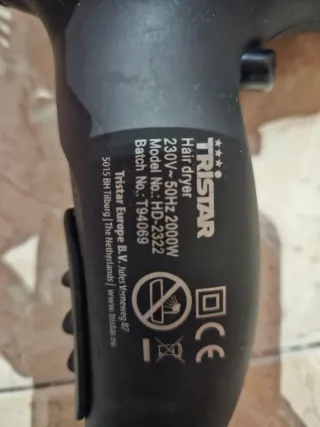 TRISTAR
Hair dryer
230V~ 50Hz 2000W
Model No.: HD-2322
Batch No.: T94069
Tristar Europe B.V. Jules Verneweg 87
5015 BH Tilburg | The Netherlands | www.tristar.eu
CE